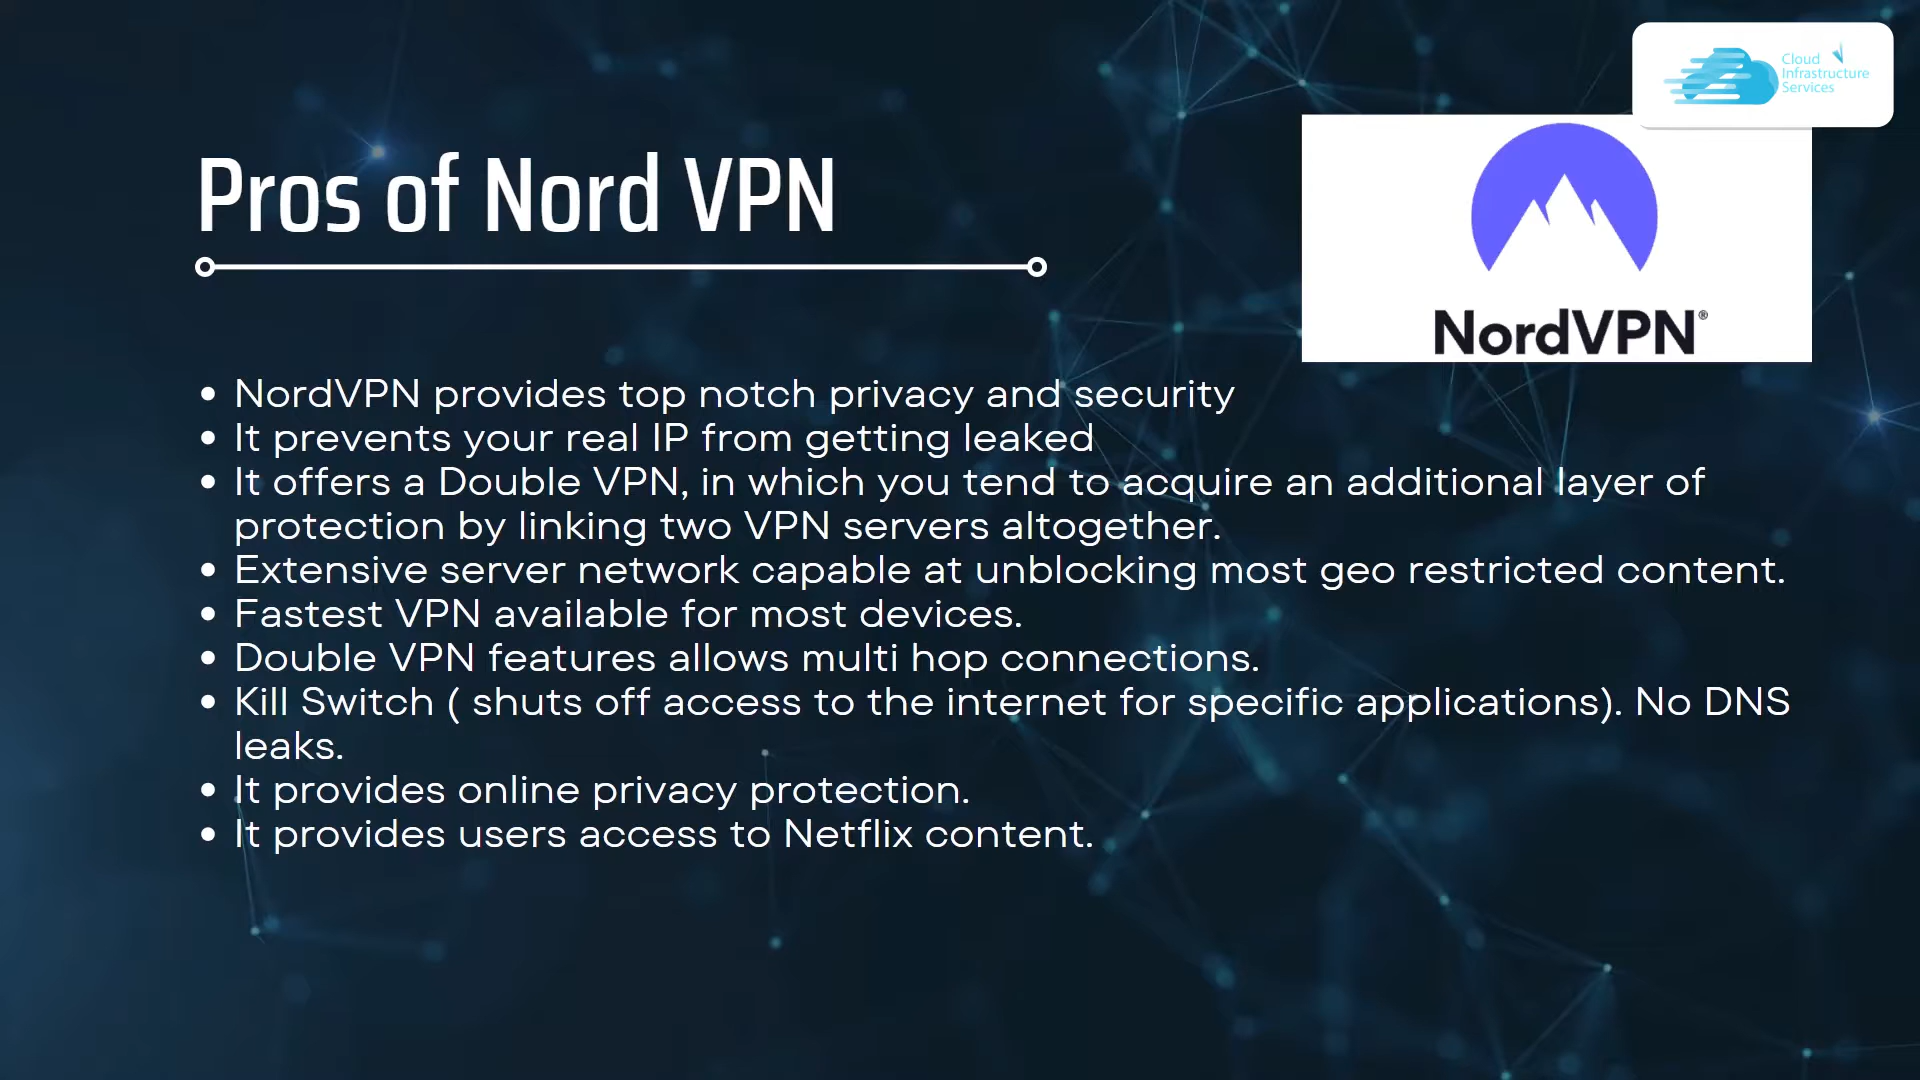 Cloud
Infrastructure
Services
Pros of Nord VPN
NordVPN®
• NordVPN provides top notch privacy and security
• It prevents your real IP from getting leaked
• It offers a Double VPN, in which you tend to acquire an additional layer of
protection by linking two VPN servers altogether.
• Extensive server network capable at unblocking most geo restricted content.
• Fastest VPN available for most devices.
• Double VPN features allows multi hop connections.
• Kill Switch ( shuts off access to the internet for specific applications). No DNS
leaks.
• It provides online privacy protection.
• It provides users access to Netflix content.